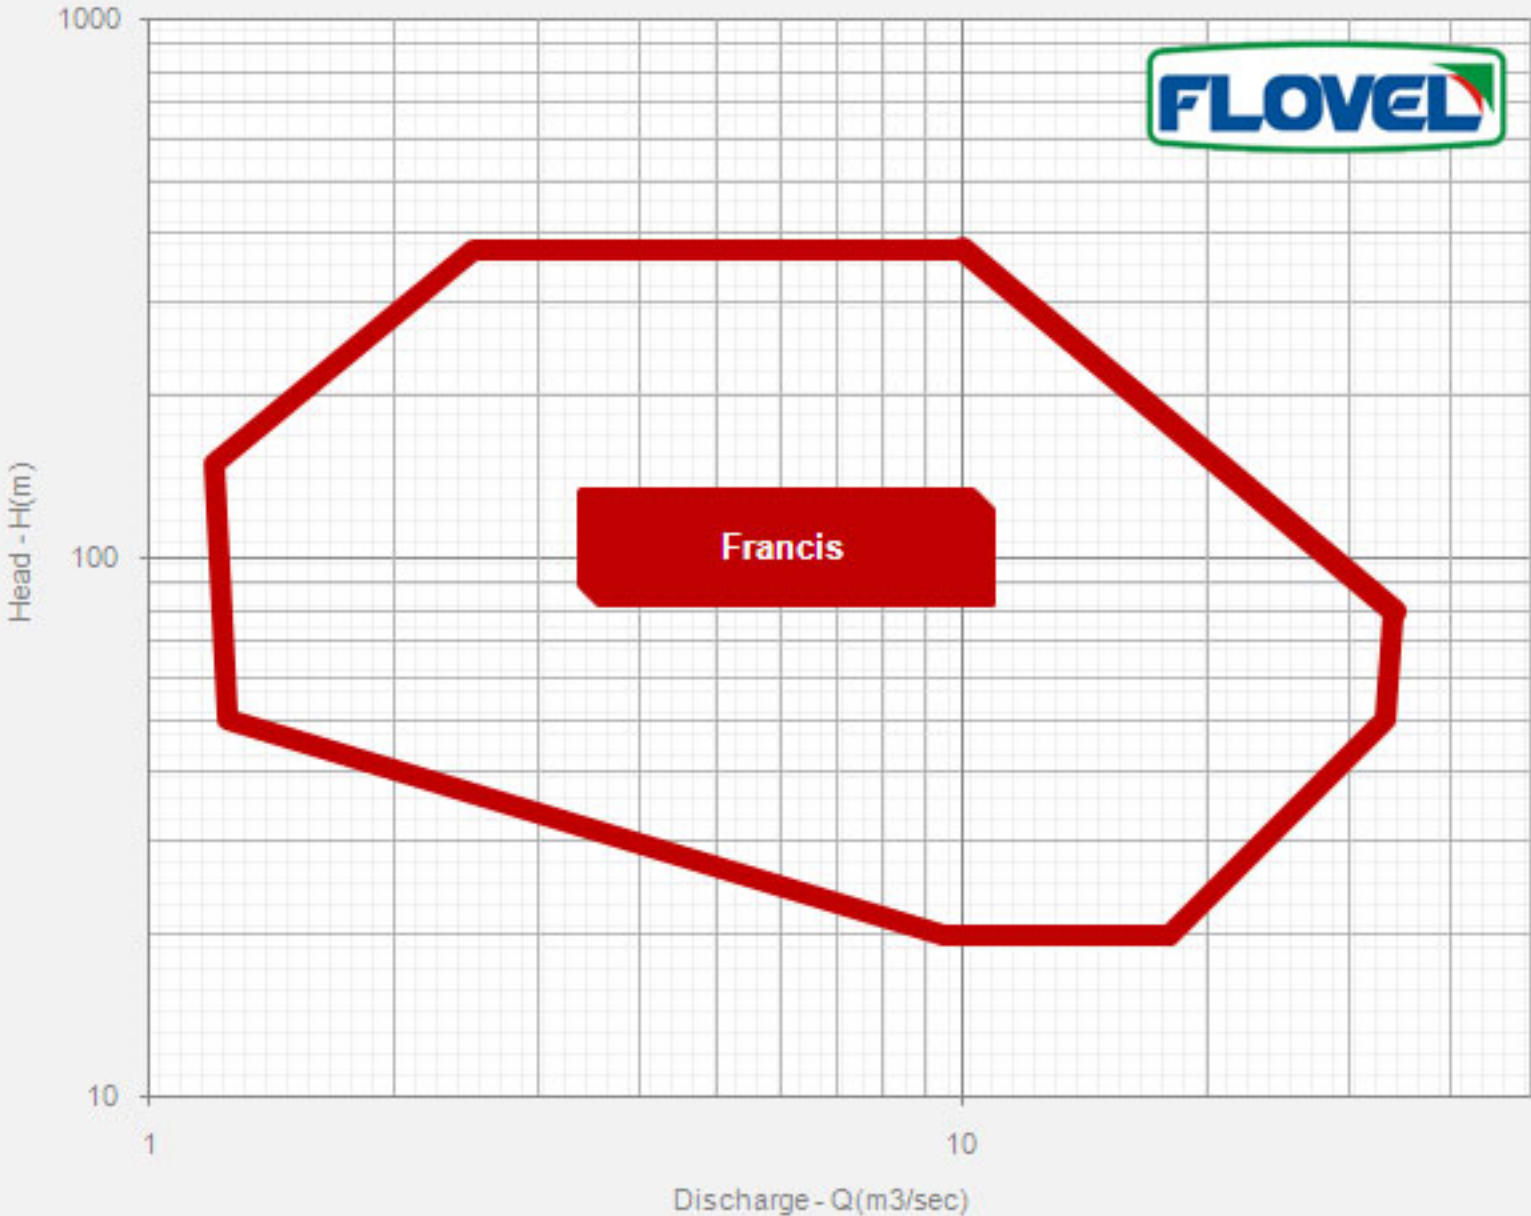 1000
FLOVEL
Head - H(m)
Francis
100
10
1
10
Discharge - Q(m3/sec)